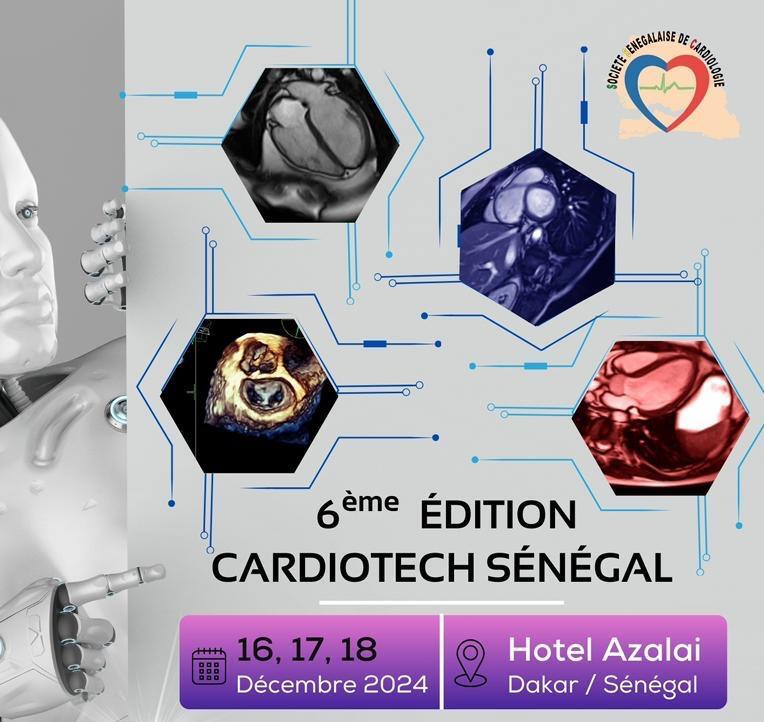 SOCIETE SENEGALAISE DE CARDIOLOGIE
6ème ÉDITION
CARDIOTECH SÉNÉGAL
16, 17, 18
Décembre 2024
Hotel Azalai
Dakar / Sénégal